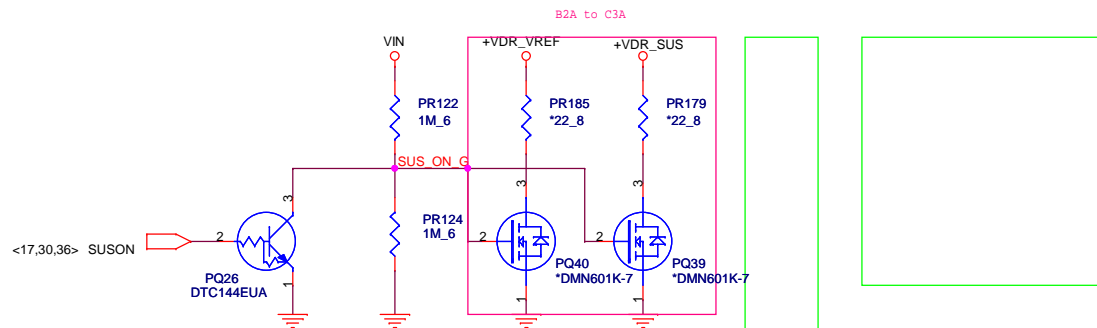 B2A to C3A
VIN
+VDR_VREF
+VDR_SUS
PR122
1M_6
PR185
*22_8
PR179
*22_8
SUS_ON_G
3
3
3
PR124
1M_6
<17,30,36> SUSON
2
2
2
PQ26
DTC144EUA
PQ40
*DMN601K-7
PQ39
*DMN601K-7
1
1
1